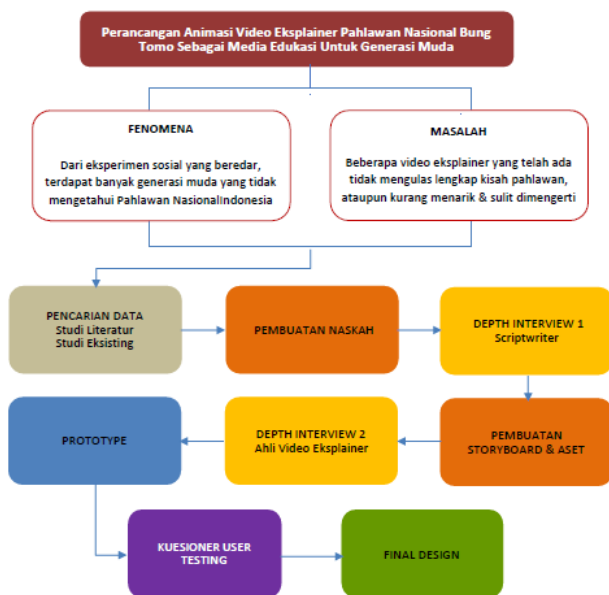 Perancangan Animasi Video Eksplainer Pahlawan Nasional Bung
Tomo Sebagai Media Edukasi Untuk Generasi Muda
FENOMENA
Dari eksperimen sosial yang beredar,
terdapat banyak generasi muda yang tidak
mengetahui Pahlawan NasionalIndonesia
MASALAH
Beberapa video eksplainer yang telah ada
tidak mengulas lengkap kisah pahlawan,
ataupun kurang menarik & sulit dimengerti
PENCARIAN DATA
Studi Literatur
Studi Eksisting
PEMBUATAN NASKAH
DEPTH INTERVIEW 1
Scriptwriter
PEMBUATAN
STORYBOARD & ASET
DEPTH INTERVIEW 2
Ahli Video Eksplainer
PROTOTYPE
KUESIONER USER
TESTING
FINAL DESIGN